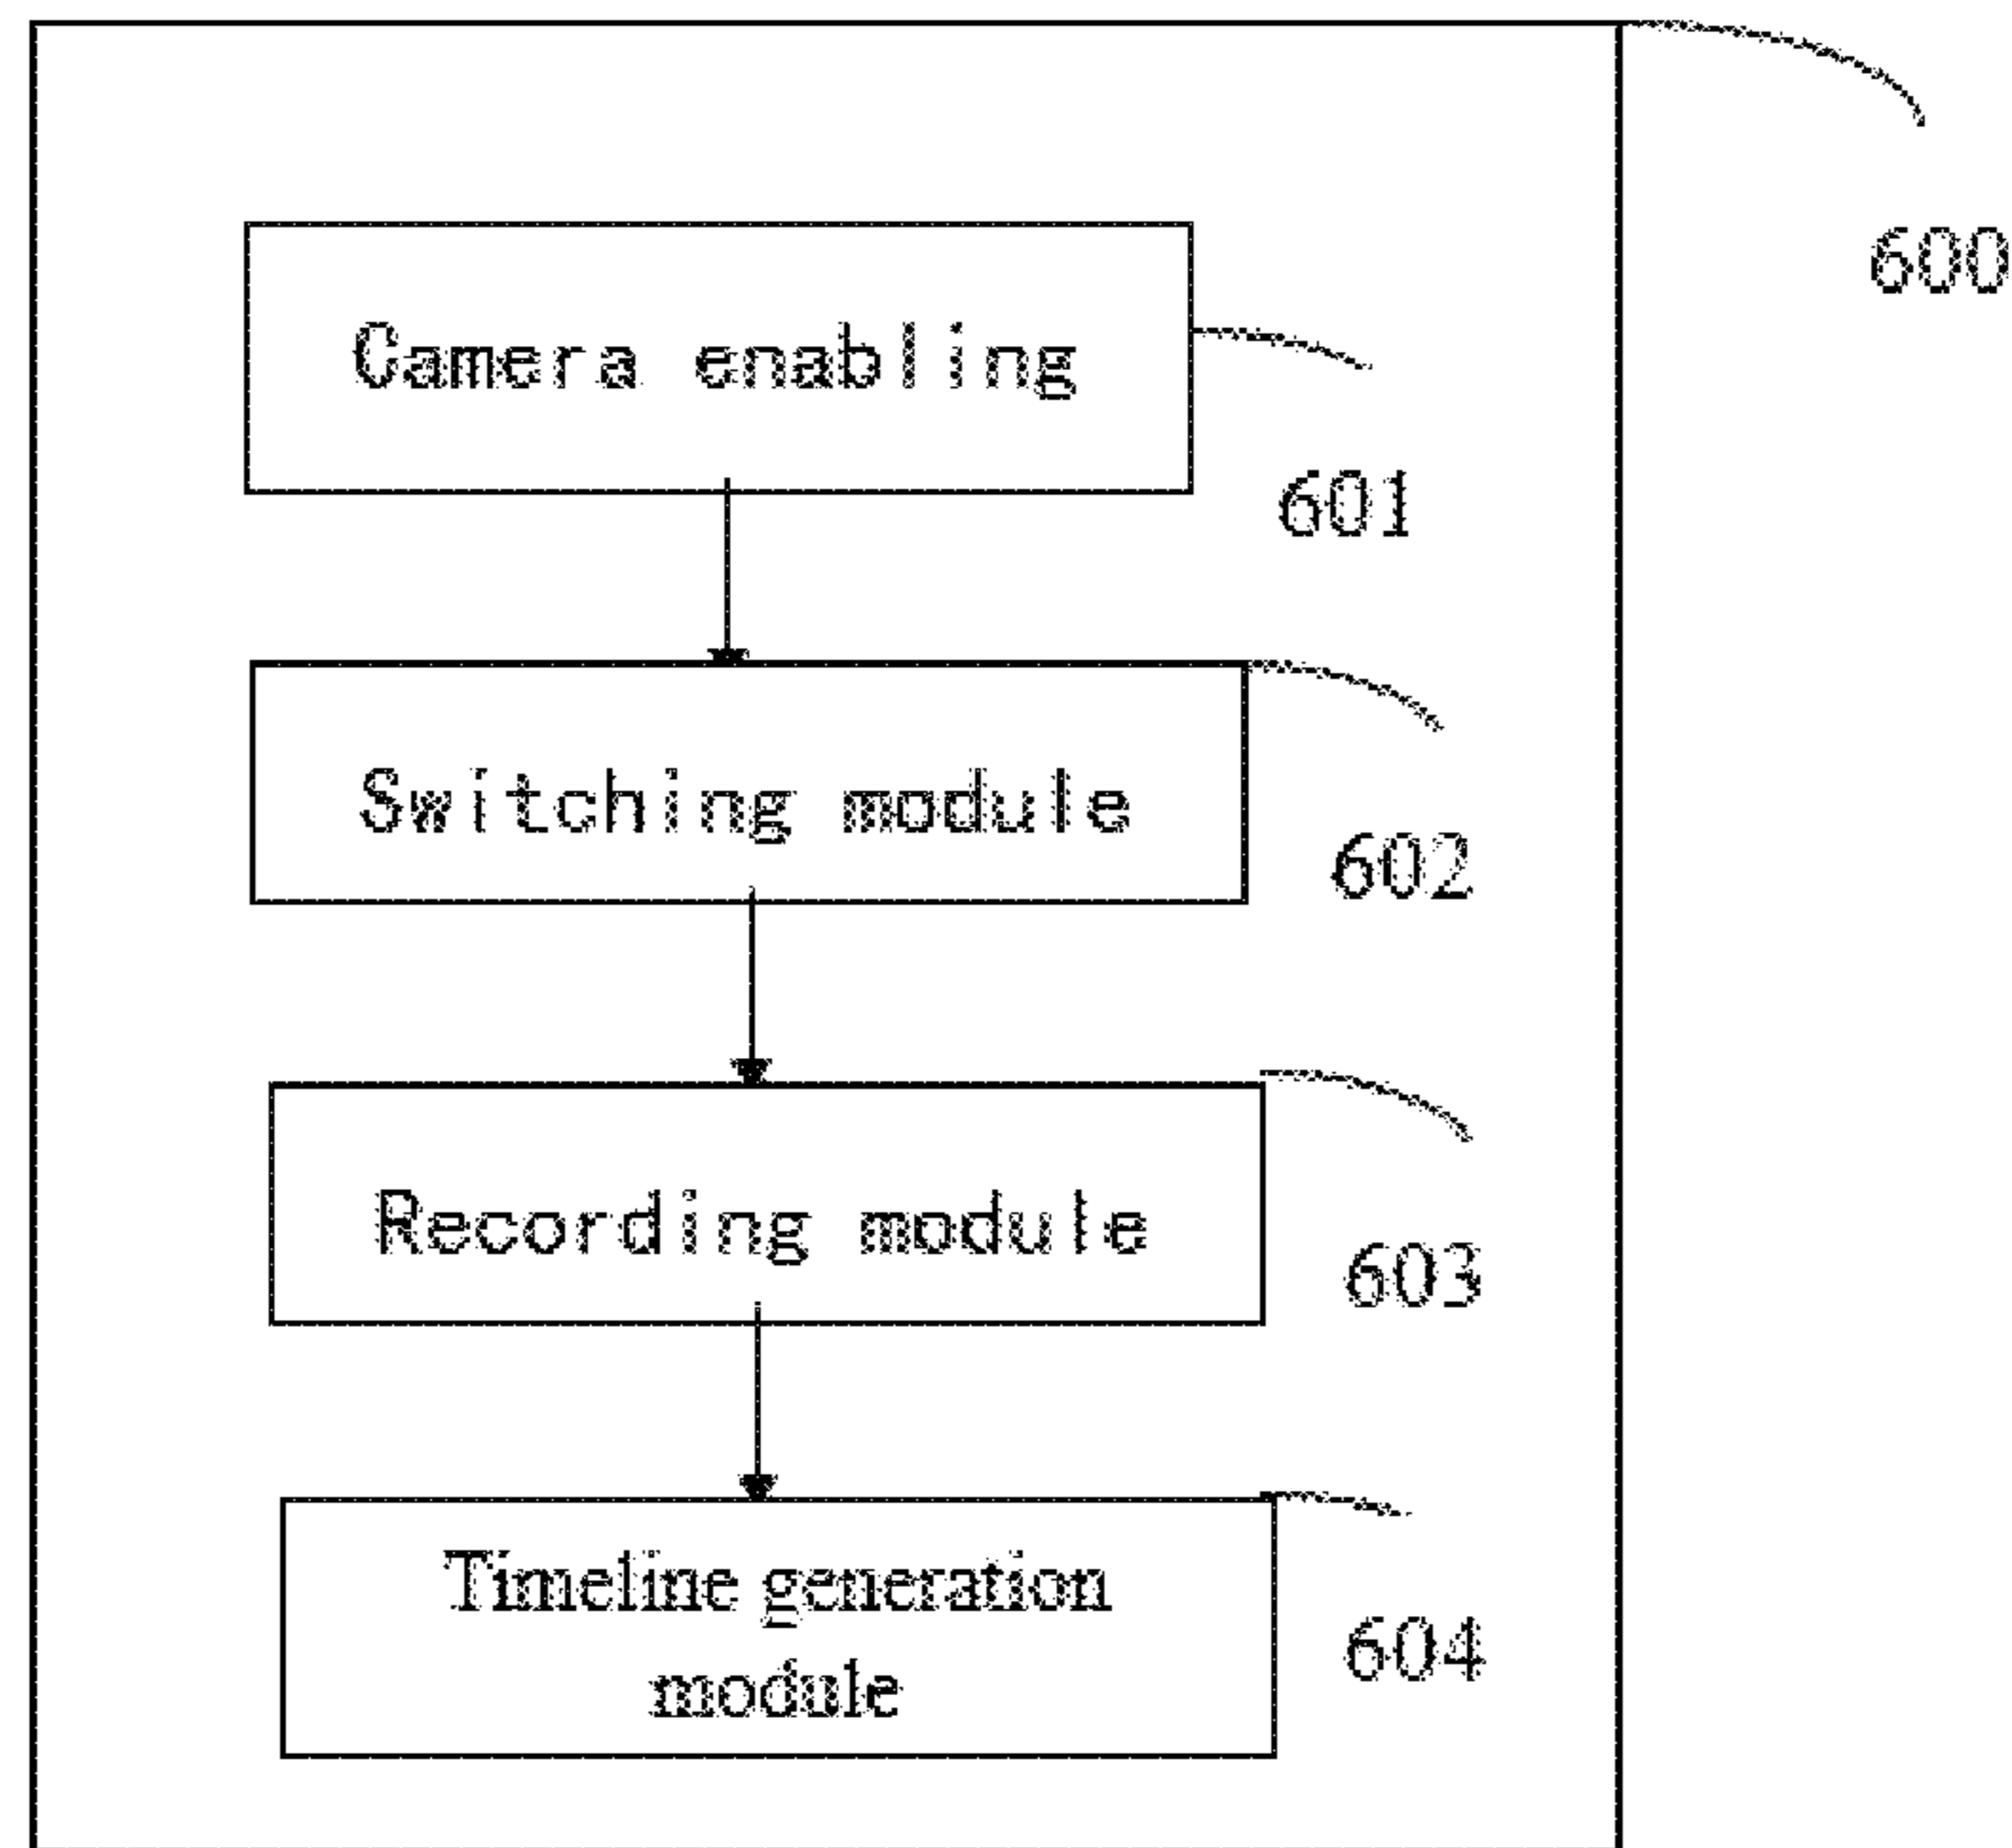 600
Camera enabling
601
Switching module
602
Recording module
603
Timeline generation
module
604